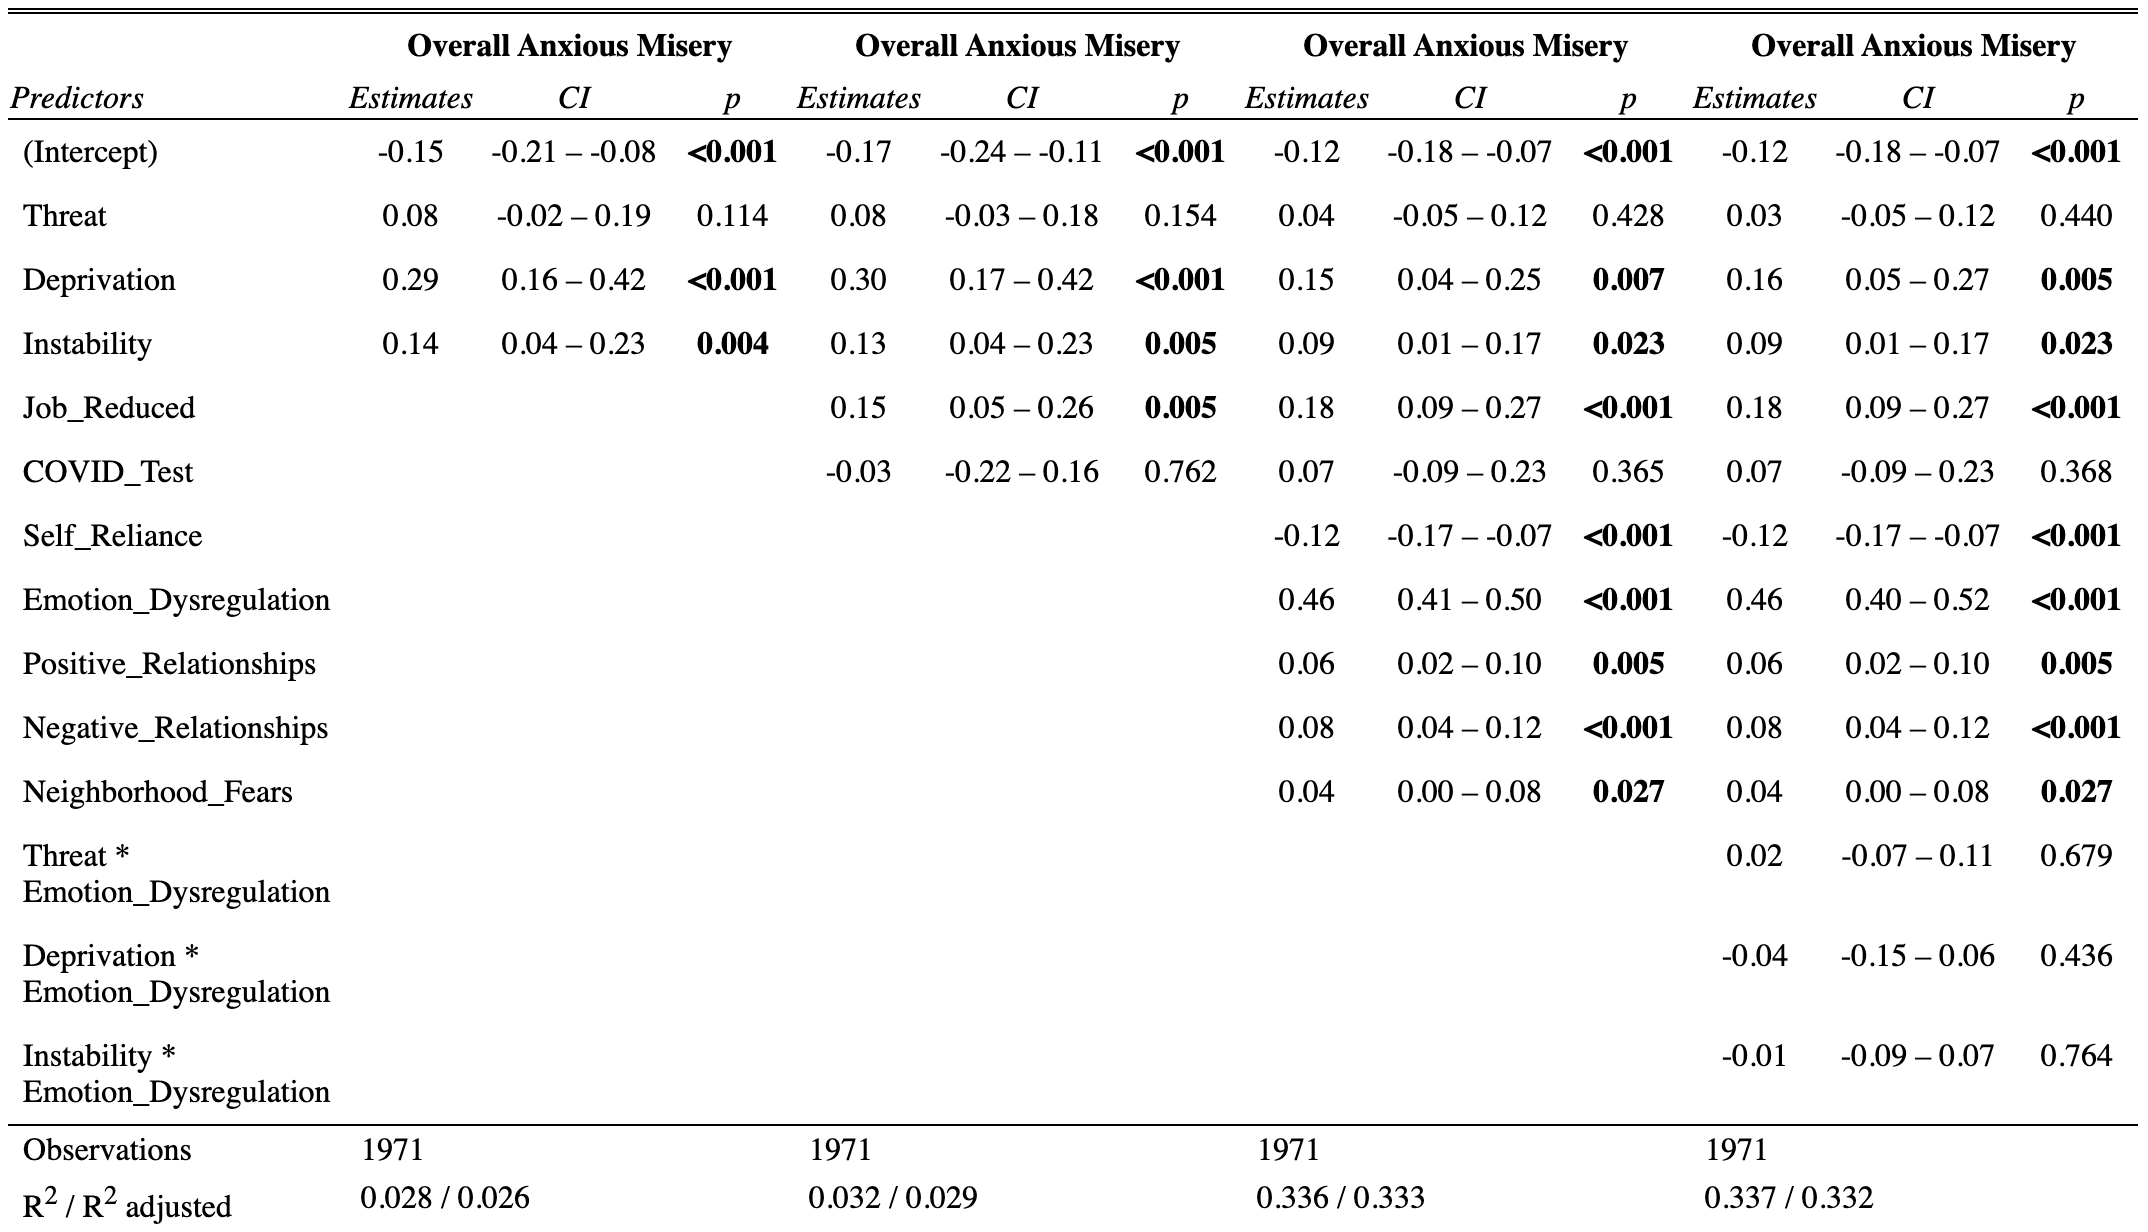 Overall Anxious Misery Overall Anxious Misery Overall Anxious Misery Overall Anxious Misery
Predictors Estimates CI p Estimates CI p Estimates CI p Estimates CI p
(Intercept) -0.15 -0.21 – -0.08 <0.001 -0.17 -0.24 – -0.11 <0.001 -0.12 -0.18 – -0.07 <0.001 -0.12 -0.18 – -0.07 <0.001
Threat 0.08 -0.02 – 0.19 0.114 0.08 -0.03 – 0.18 0.154 0.04 -0.05 – 0.12 0.428 0.03 -0.05 – 0.12 0.440
Deprivation 0.29 0.16 – 0.42 <0.001 0.30 0.17 – 0.42 <0.001 0.15 0.04 – 0.25 0.007 0.16 0.05 – 0.27 0.005
Instability 0.14 0.04 – 0.23 0.004 0.13 0.04 – 0.23 0.005 0.09 0.01 – 0.17 0.023 0.09 0.01 – 0.17 0.023
Job_Reduced 0.15 0.05 – 0.26 0.005 0.18 0.09 – 0.27 <0.001 0.18 0.09 – 0.27 <0.001
COVID_Test -0.03 -0.22 – 0.16 0.762 0.07 -0.09 – 0.23 0.365 0.07 -0.09 – 0.23 0.368
Self_Reliance -0.12 -0.17 – -0.07 <0.001 -0.12 -0.17 – -0.07 <0.001
Emotion_Dysregulation 0.46 0.41 – 0.50 <0.001 0.46 0.40 – 0.52 <0.001
Positive_Relationships 0.06 0.02 – 0.10 0.005 0.06 0.02 – 0.10 0.005
Negative_Relationships 0.08 0.04 – 0.12 <0.001 0.08 0.04 – 0.12 <0.001
Neighborhood_Fears 0.04 0.00 – 0.08 0.027 0.04 0.00 – 0.08 0.027
Threat * 0.02 -0.07 – 0.11 0.679
Emotion_Dysregulation
Deprivation * -0.04 -0.15 – 0.06 0.436
Emotion_Dysregulation
Instability * -0.01 -0.09 – 0.07 0.764
Emotion_Dysregulation
Observations 1971 1971 1971 1971
R² / R² adjusted 0.028 / 0.026 0.032 / 0.029 0.336 / 0.333 0.337 / 0.332